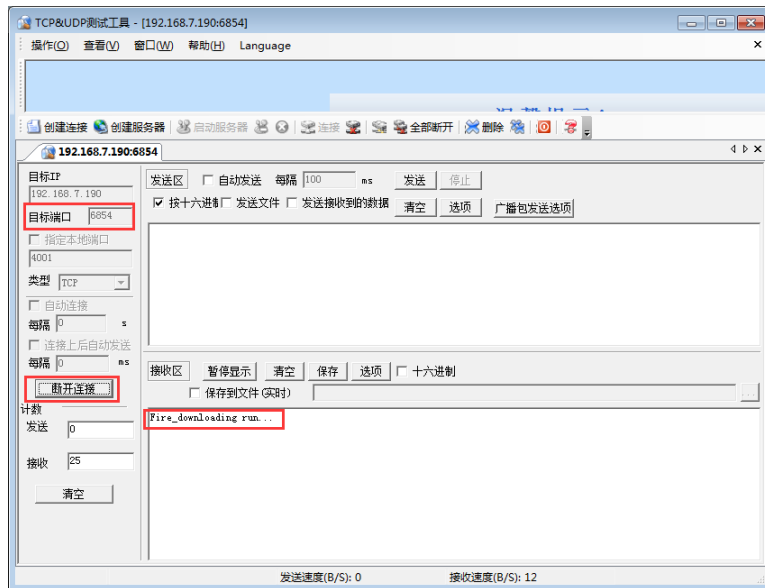 TCP&UDP测试工具 - [192.168.7.190:6854]
操作(O) 查看(V) 窗口(W) 帮助(H) Language
创建连接 创建服务器 启动服务器 连接 全部断开 删除
192.168.7.190:6854
目标IP
192.168.7.190
目标端口 6854
指定本地端口
4001
类型 TCP
自动连接
每隔 0 s
连接上后自动发送
每隔 0 ms
断开连接
计数
发送 0
接收 25
清空
发送区 自动发送 每隔 100 ms 发送 停止
按十六进制 发送文件 发送接收到的数据 清空 选项 广播包发送选项
接收区 暂停显示 清空 保存 选项 十六进制
保存到文件(实时) ...
Fire_downloading run...
发送速度(B/S): 0 接收速度(B/S): 12